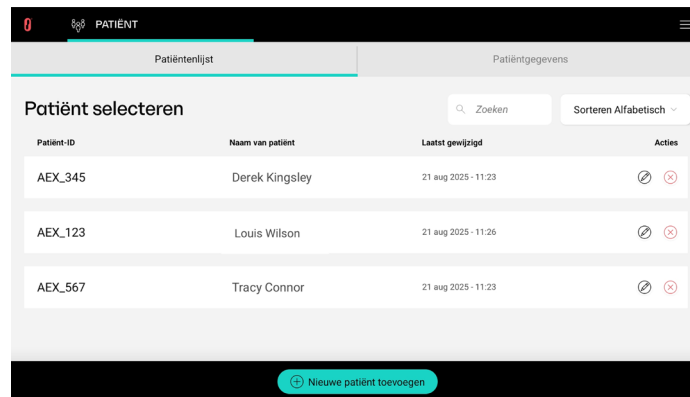 PATIËNT
Patiëntenlijst Patiëntgegevens
Patiënt selecteren Zoeken Sorteren Alfabetisch
Patiënt-ID Naam van patiënt Laatst gewijzigd Acties
AEX_345 Derek Kingsley 21 aug 2025 - 11:23
AEX_123 Louis Wilson 21 aug 2025 - 11:26
AEX_567 Tracy Connor 21 aug 2025 - 11:23
Nieuwe patiënt toevoegen